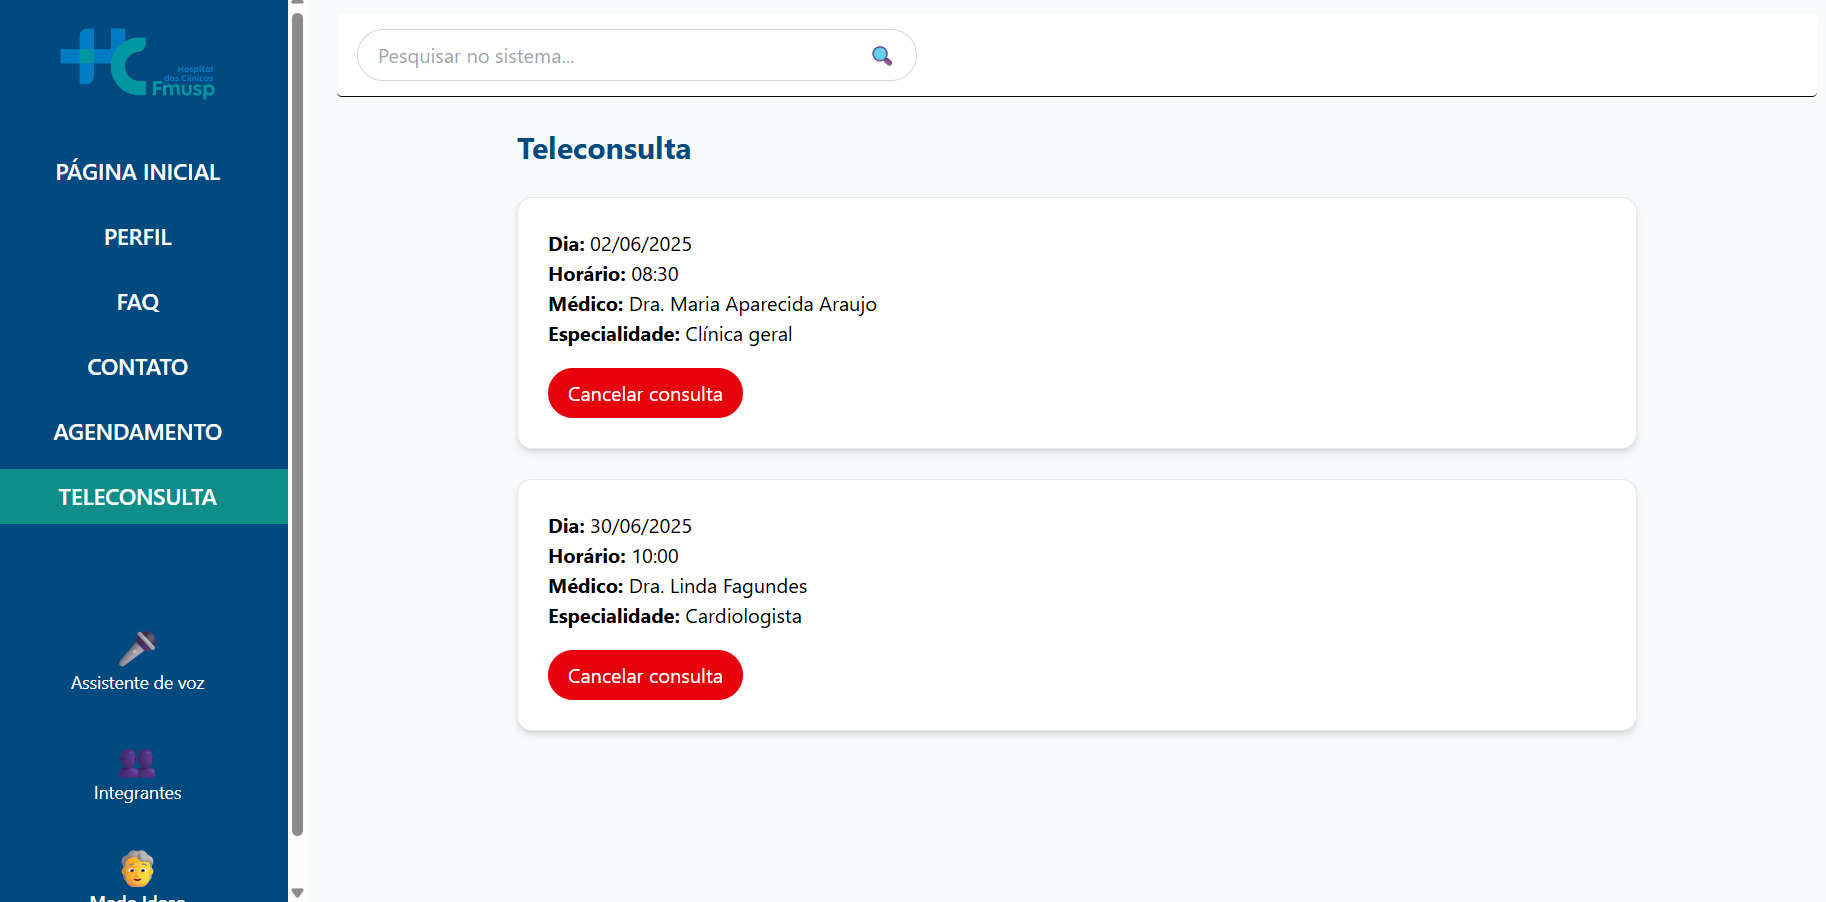 Hospital
das Clínicas
Fmusp
PÁGINA INICIAL
PERFIL
FAQ
CONTATO
AGENDAMENTO
TELECONSULTA
Assistente de voz
Integrantes
Modo Idoso
Pesquisar no sistema...
Teleconsulta
Dia: 02/06/2025
Horário: 08:30
Médico: Dra. Maria Aparecida Araujo
Especialidade: Clínica geral
Cancelar consulta
Dia: 30/06/2025
Horário: 10:00
Médico: Dra. Linda Fagundes
Especialidade: Cardiologista
Cancelar consulta